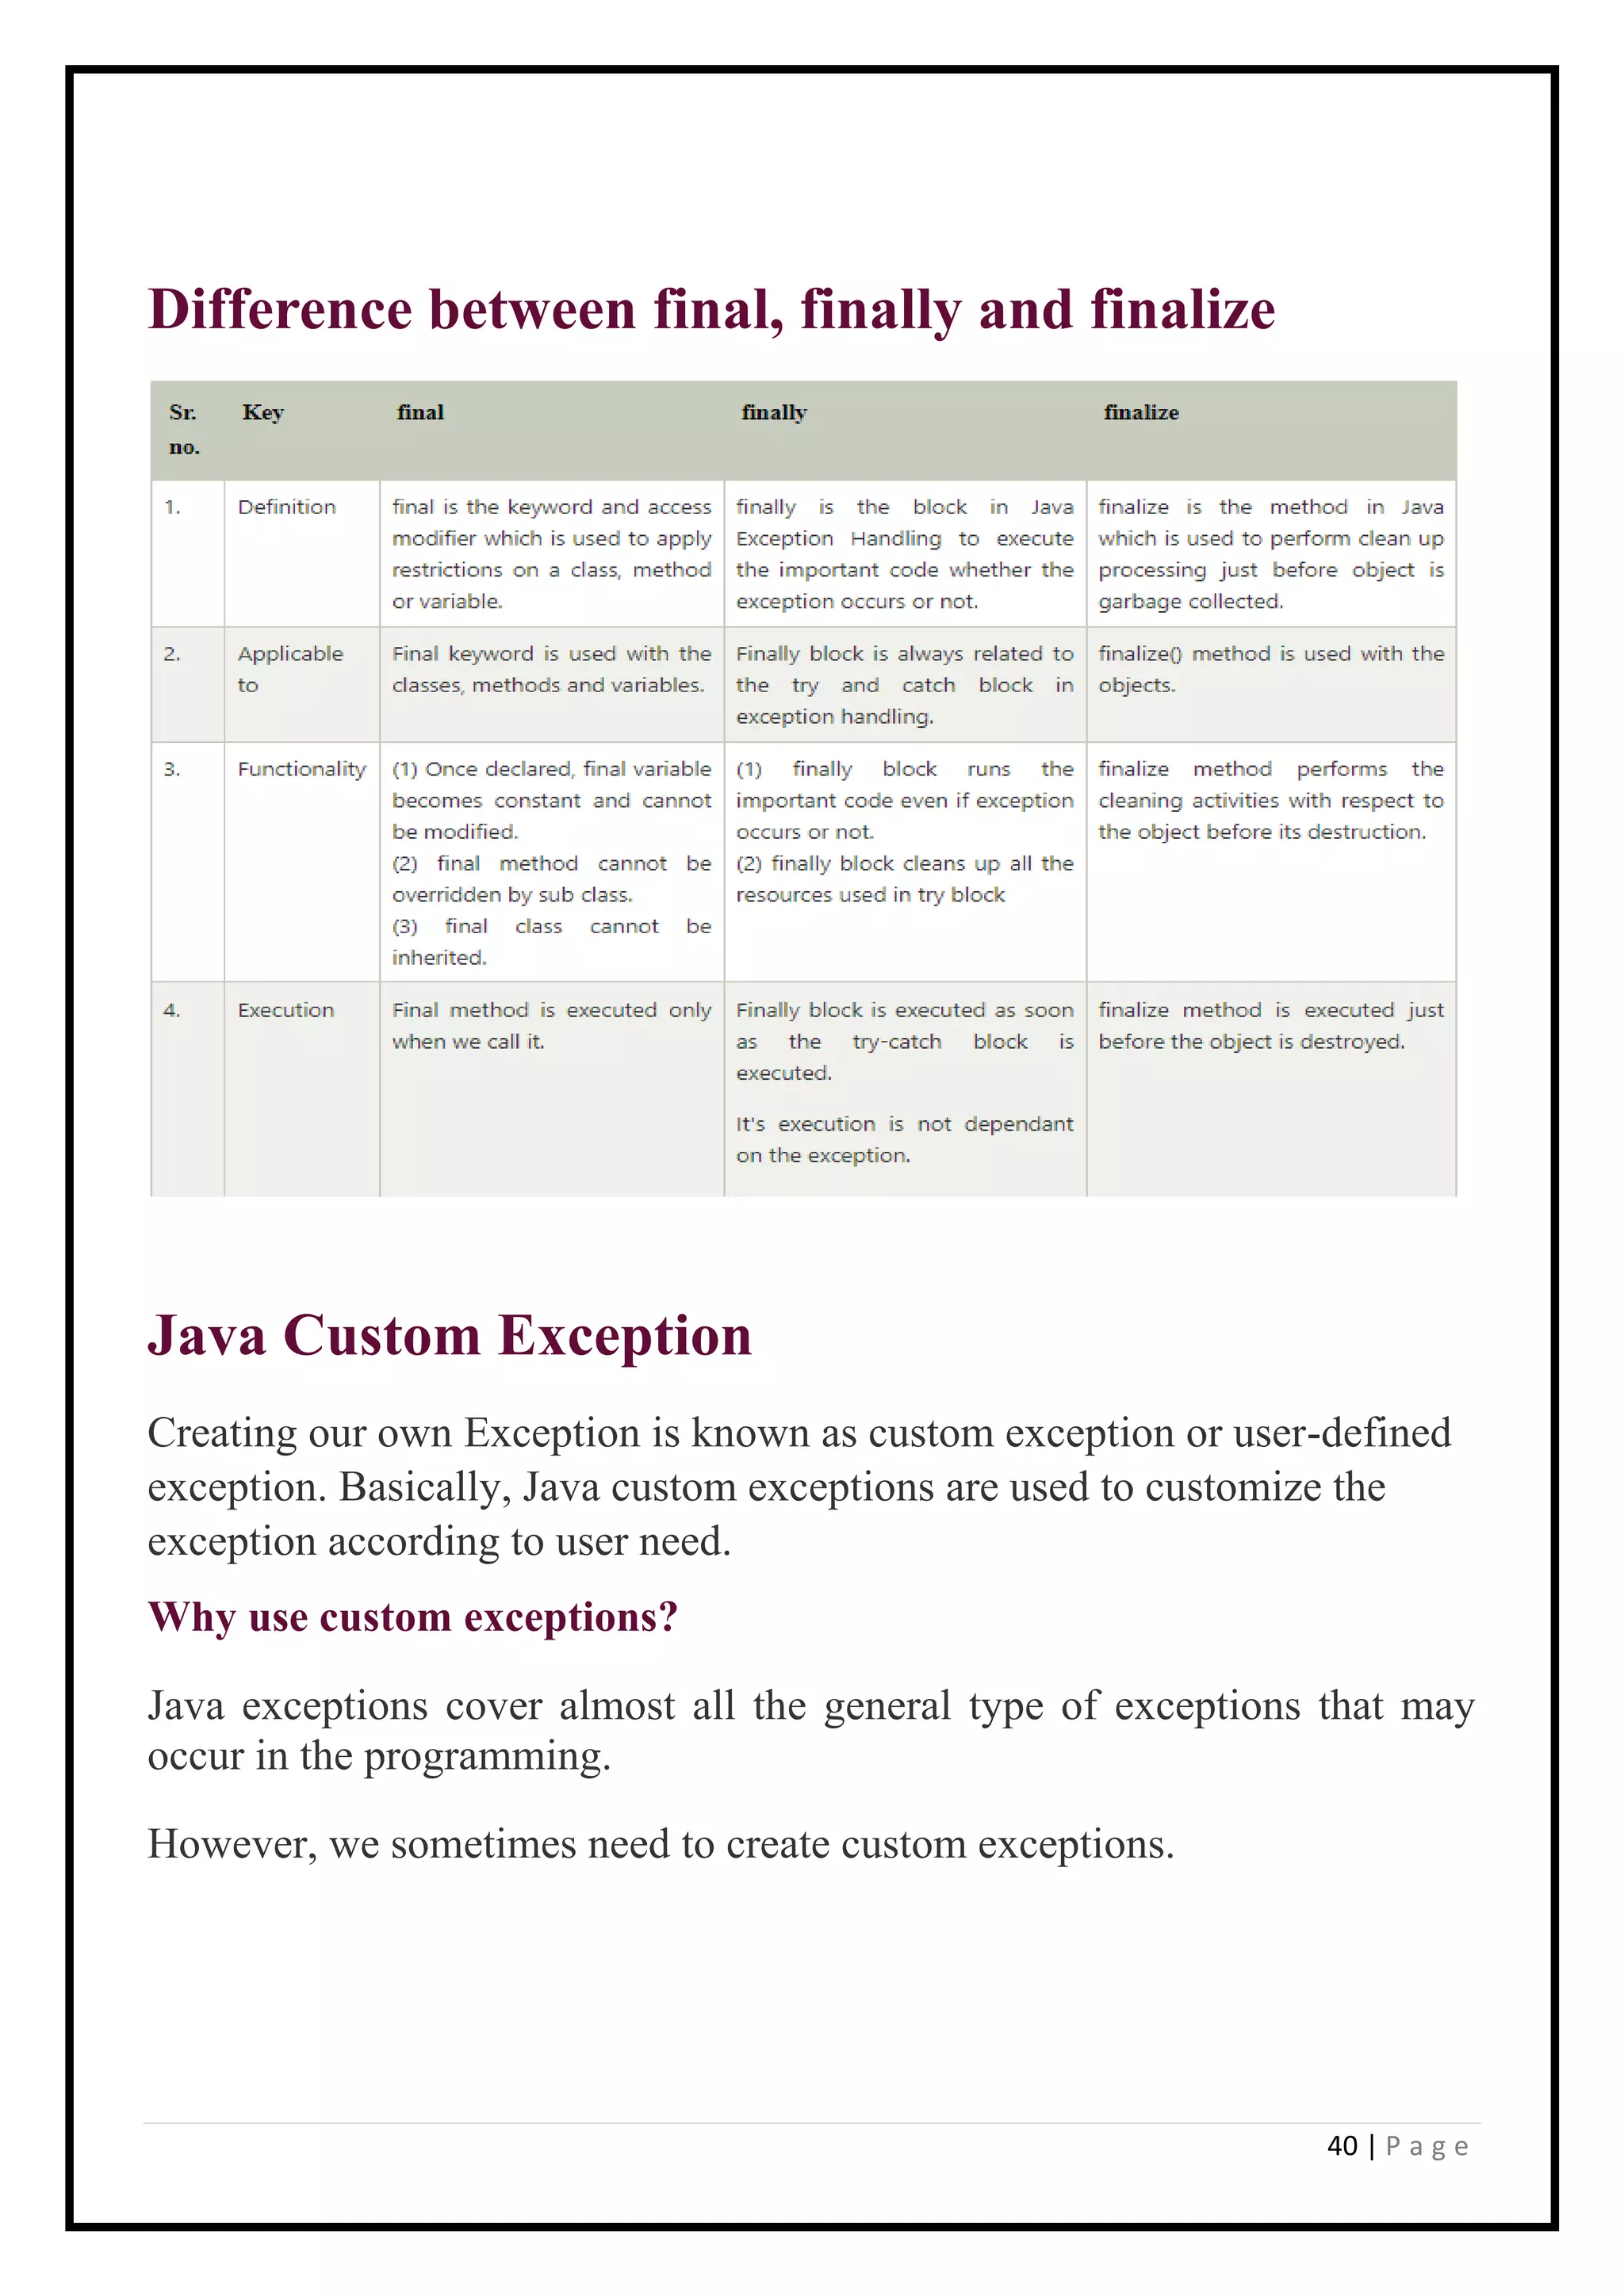 Difference between final, finally and finalize
Sr. no. Key final finally finalize
1. Definition
final is the keyword and access
modifier which is used to apply
restrictions on a class, method
or variable.
finally is the block in Java
Exception Handling to execute
the important code whether the
exception occurs or not.
finalize is the method in Java
which is used to perform clean up
processing just before object is
garbage collected.
2. Applicable
to
Final keyword is used with the
classes, methods and variables.
Finally block is always related to
the try and catch block in
exception handling.
finalize() method is used with the
objects.
3. Functionality
(1) Once declared, final variable
becomes constant and cannot
be modified.
(2) final method cannot be
overridden by sub class.
(3) final class cannot be
inherited.
(1) finally block runs the
important code even if exception
occurs or not.
(2) finally block cleans up all the
resources used in try block
finalize method performs the
cleaning activities with respect to
the object before its destruction.
4. Execution
Final method is executed only
when we call it.
Finally block is executed as soon
as the try-catch block is
executed.
It's execution is not dependant
on the exception.
finalize method is executed just
before the object is destroyed.
Java Custom Exception
Creating our own Exception is known as custom exception or user-defined
exception. Basically, Java custom exceptions are used to customize the
exception according to user need.
Why use custom exceptions?
Java exceptions cover almost all the general type of exceptions that may
occur in the programming.
However, we sometimes need to create custom exceptions.
40 | P a g e